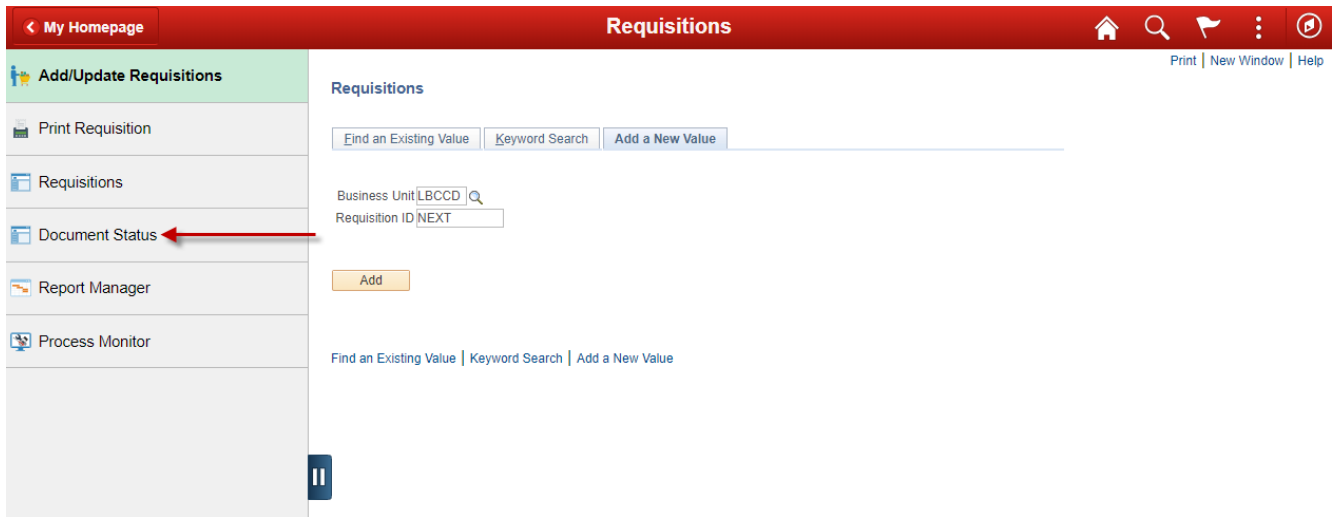 My Homepage
Requisitions
Print | New Window | Help
Add/Update Requisitions
Print Requisition
Requisitions
Document Status
Report Manager
Process Monitor
Requisitions
Find an Existing Value
Keyword Search
Add a New Value
Business Unit LBCCD
Requisition ID NEXT
Add
Find an Existing Value | Keyword Search | Add a New Value